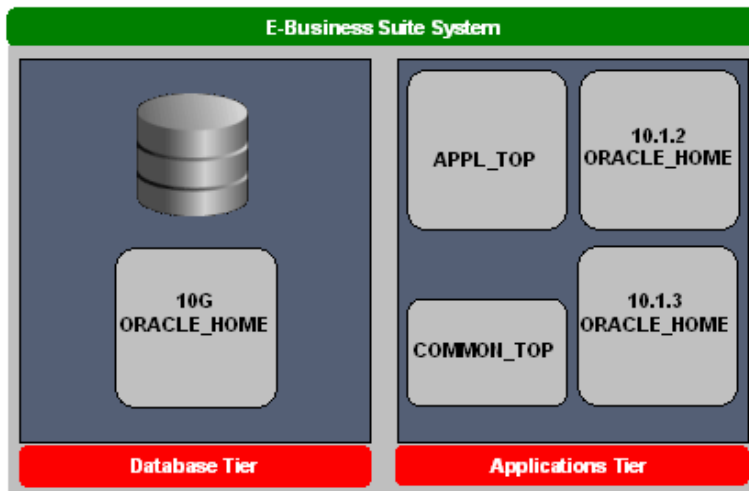 E-Business Suite System
APPL_TOP
10.1.2
ORACLE_HOME
10G
ORACLE_HOME
COMMON_TOP
10.1.3
ORACLE_HOME
Database Tier
Applications Tier